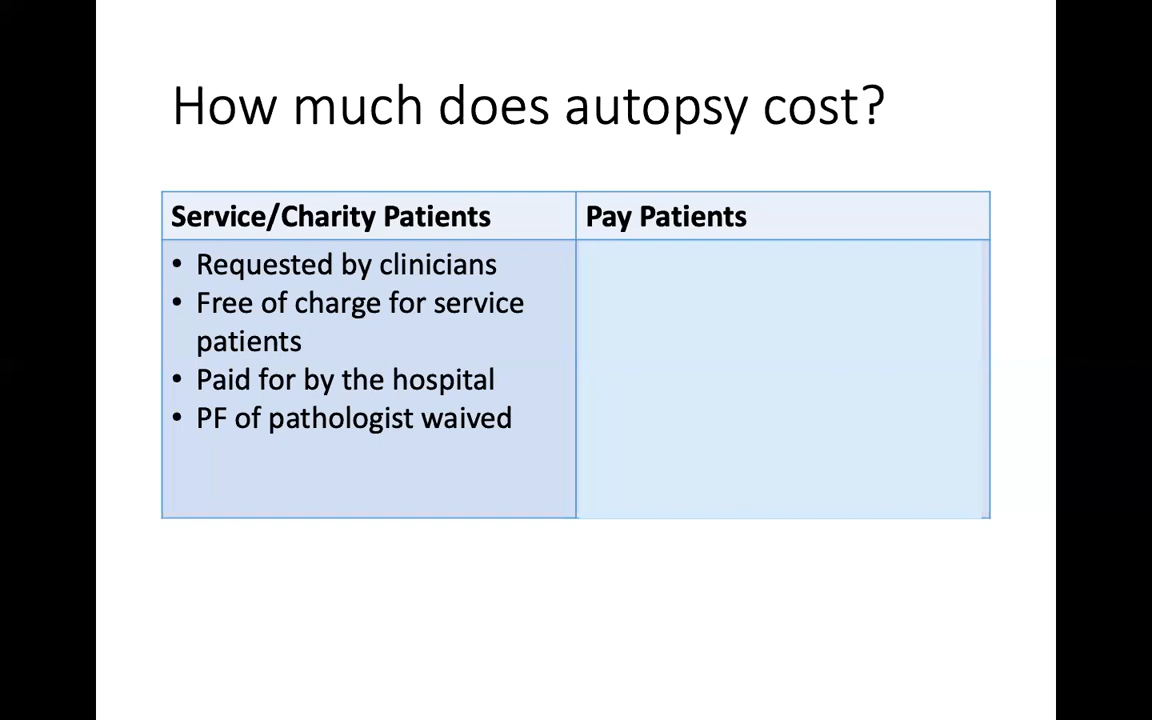 How much does autopsy cost?
Service/Charity Patients
Pay Patients
• Requested by clinicians
• Free of charge for service
patients
• Paid for by the hospital
• PF of pathologist waived